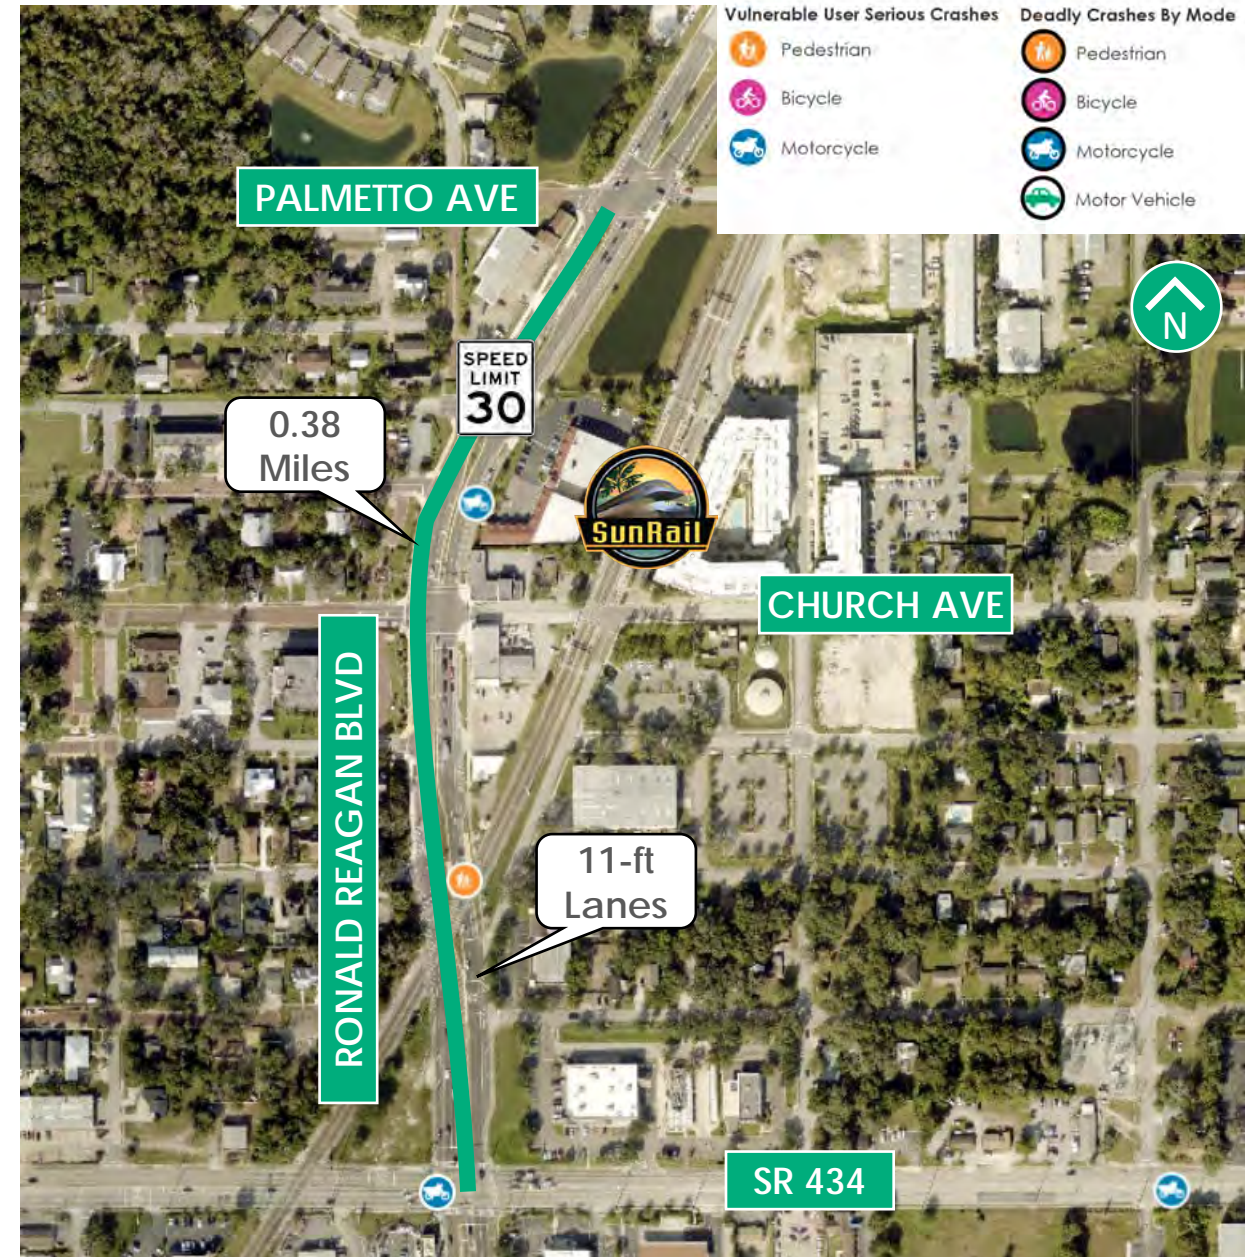 Vulnerable User Serious Crashes
Pedestrian
Bicycle
Motorcycle
Deadly Crashes By Mode
Pedestrian
Bicycle
Motorcycle
Motor Vehicle
PALMETTO AVE
N
SPEED
LIMIT
30
0.38
Miles
SunRail
CHURCH AVE
RONALD REAGAN BLVD
11-ft
Lanes
SR 434